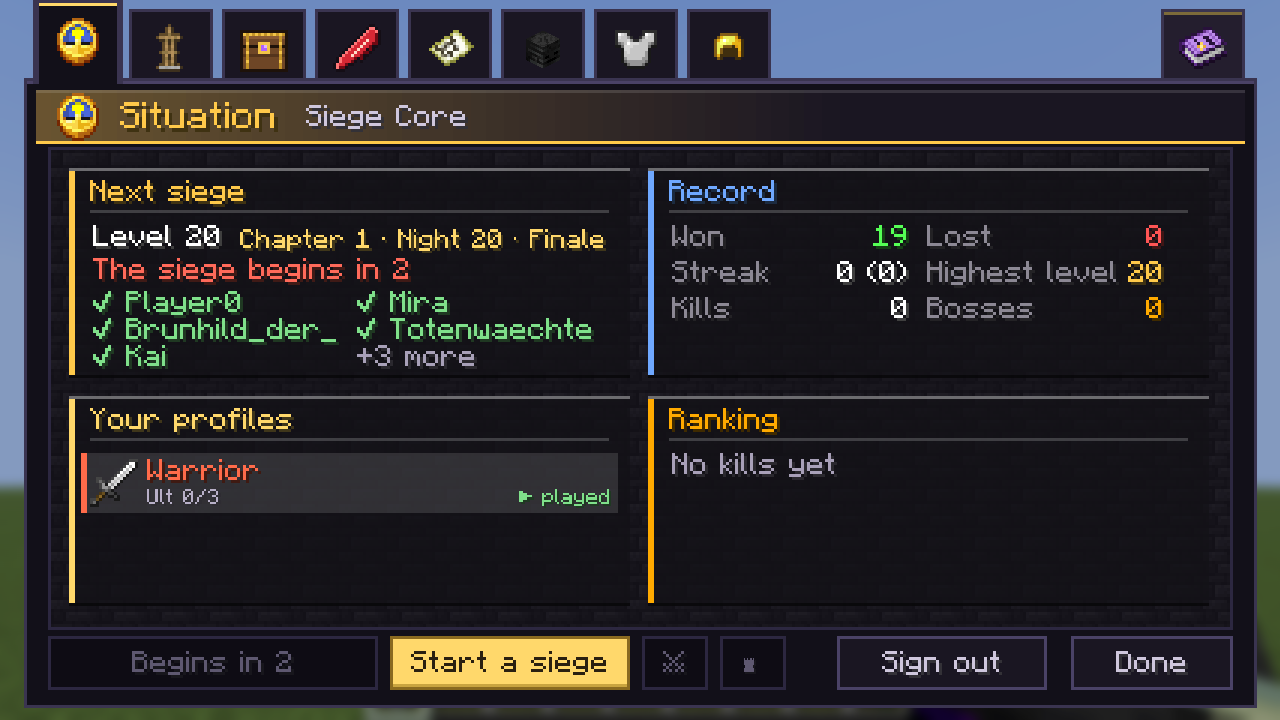 Situation Siege Core
Next siege
Level 20 Chapter 1 · Night 20 · Finale
The siege begins in 2
✓ Player0 ✓ Mira
✓ Brunhild_der_ ✓ Totenwaechte
✓ Kai +3 more
Record
Won 19 Lost 0
Streak 0 (0) Highest level 20
Kills 0 Bosses 0
Your profiles
Warrior
Ult 0/3 ► played
Ranking
No kills yet
Begins in 2 Start a siege Sign out Done